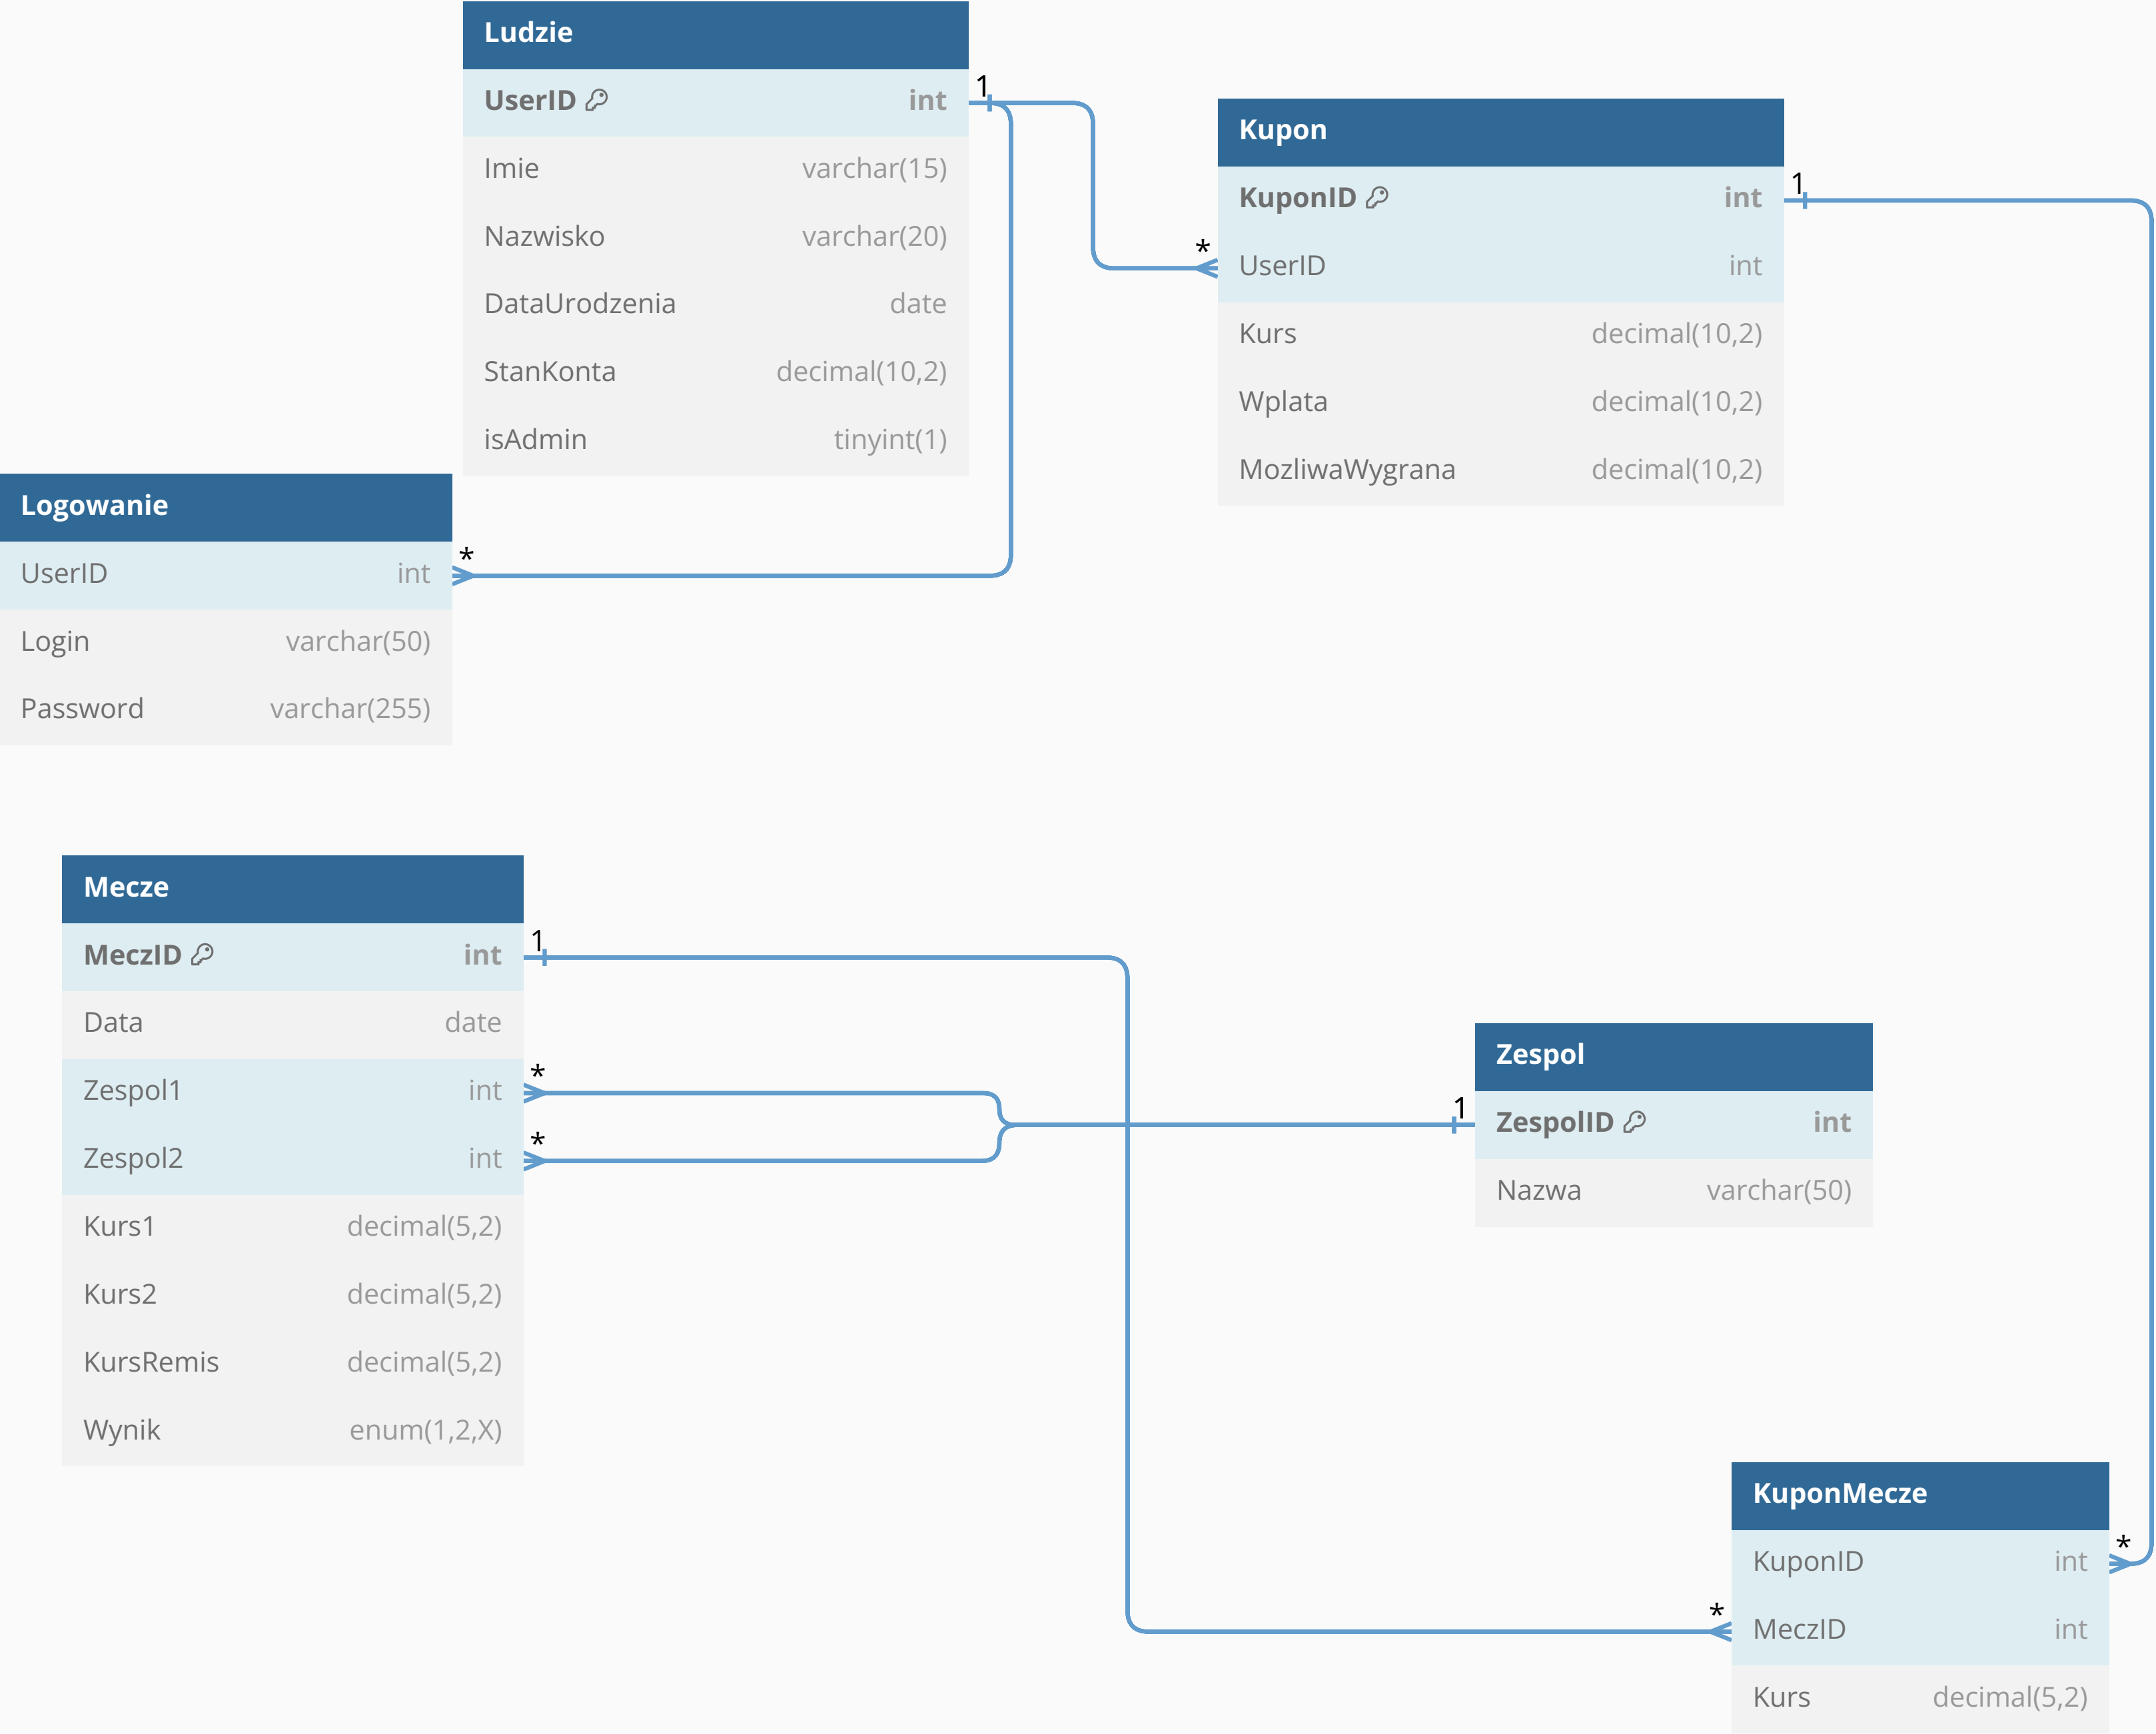 Ludzie
UserID int
Imie varchar(15)
Nazwisko varchar(20)
DataUrodzenia date
StanKonta decimal(10,2)
isAdmin tinyint(1)
1
Kupon
KuponID int
UserID int
Kurs decimal(10,2)
Wplata decimal(10,2)
MozliwaWygrana decimal(10,2)
1
*
Logowanie
UserID int
Login varchar(50)
Password varchar(255)
*
Mecze
MeczID int
Data date
Zespol1 int
Zespol2 int
Kurs1 decimal(5,2)
Kurs2 decimal(5,2)
KursRemis decimal(5,2)
Wynik enum(1,2,X)
1
*
*
Zespol
ZespolID int
Nazwa varchar(50)
1
KuponMecze
KuponID int
MeczID int
Kurs decimal(5,2)
*
*